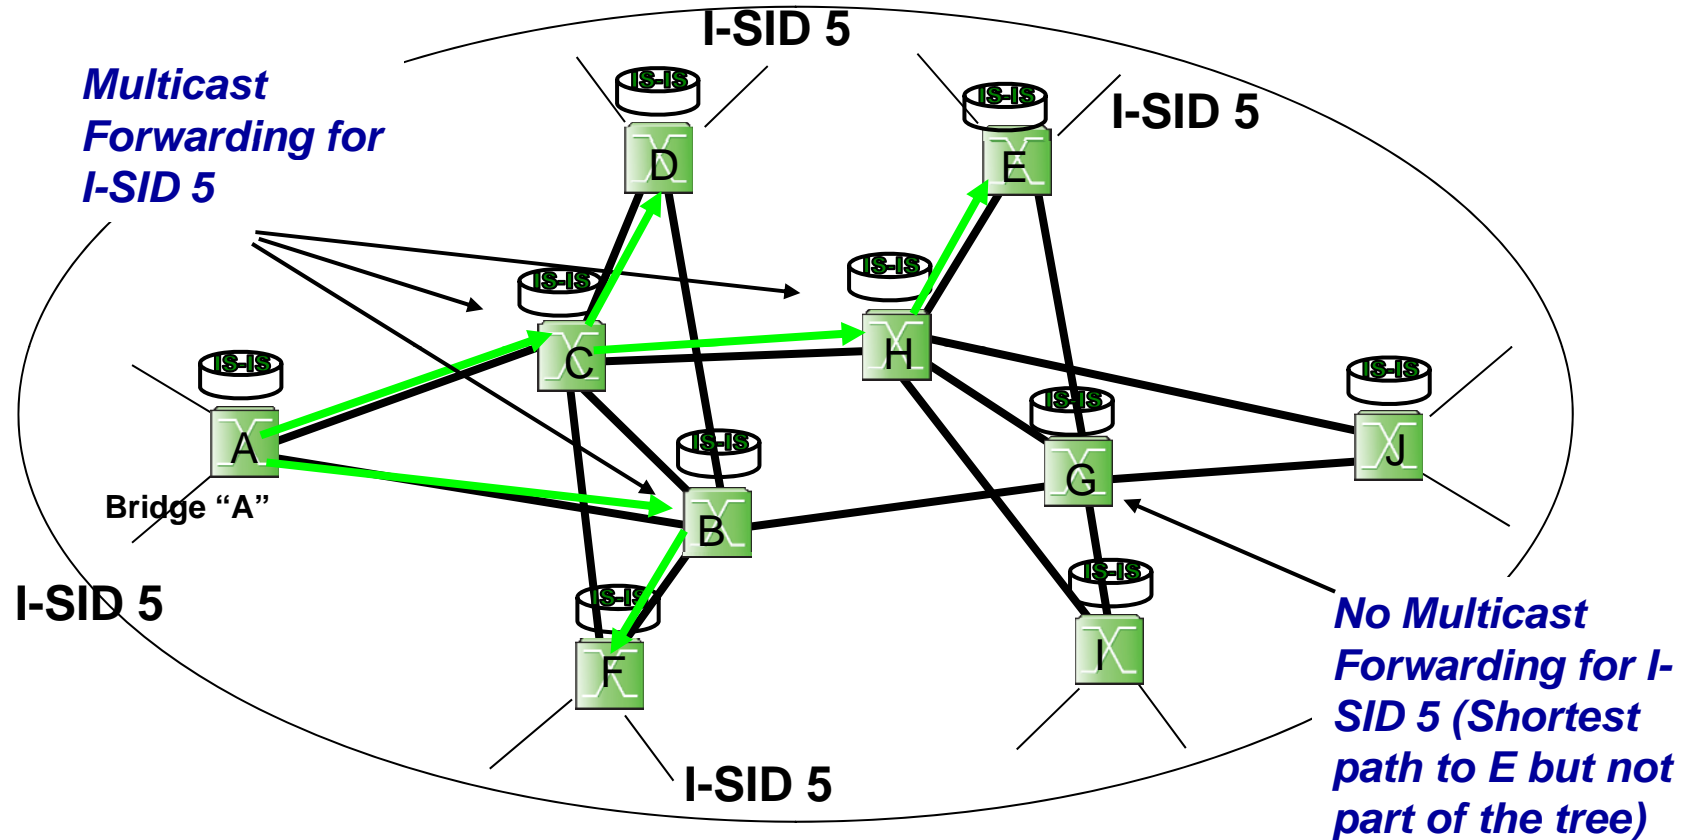 I-SID 5
Multicast
Forwarding for
I-SID 5
IS-IS
IS-IS
I-SID 5
D
E
IS-IS
IS-IS
C
H
IS-IS
IS-IS
IS-IS
A
IS-IS
G
J
Bridge “A”
B
I-SID 5
IS-IS
IS-IS
F
I
No Multicast
Forwarding for I-
SID 5 (Shortest
path to E but not
part of the tree)
I-SID 5